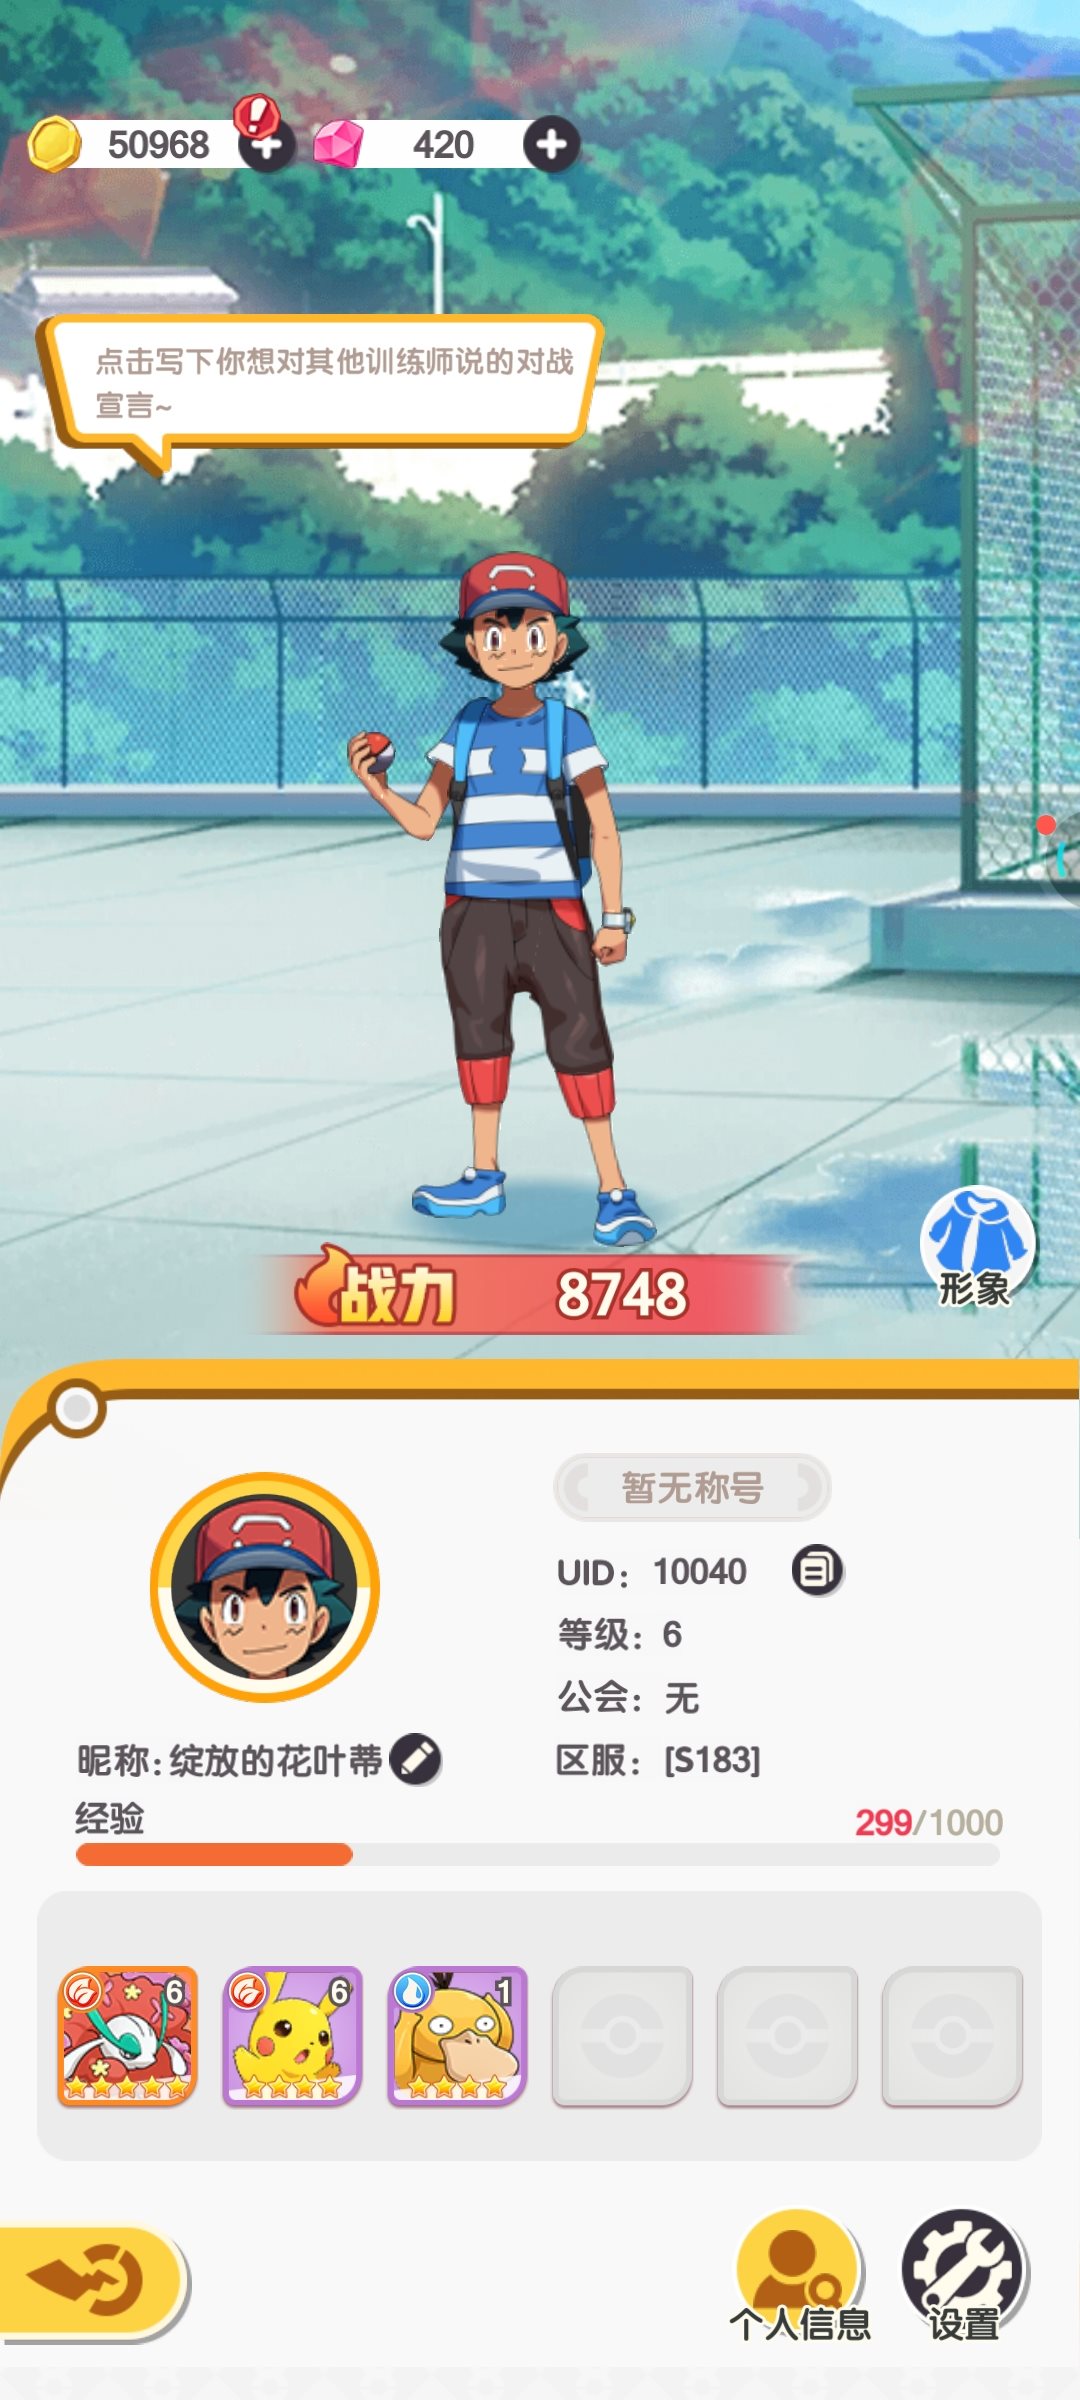 50968
420
点击写下你想对其他训练师说的对战
宣言~
形象
战力 8748
暂无称号
UID: 10040
等级: 6
公会: 无
昵称:绽放的花叶蒂
区服: [S183]
经验
299/1000
6
6
1
个人信息
设置